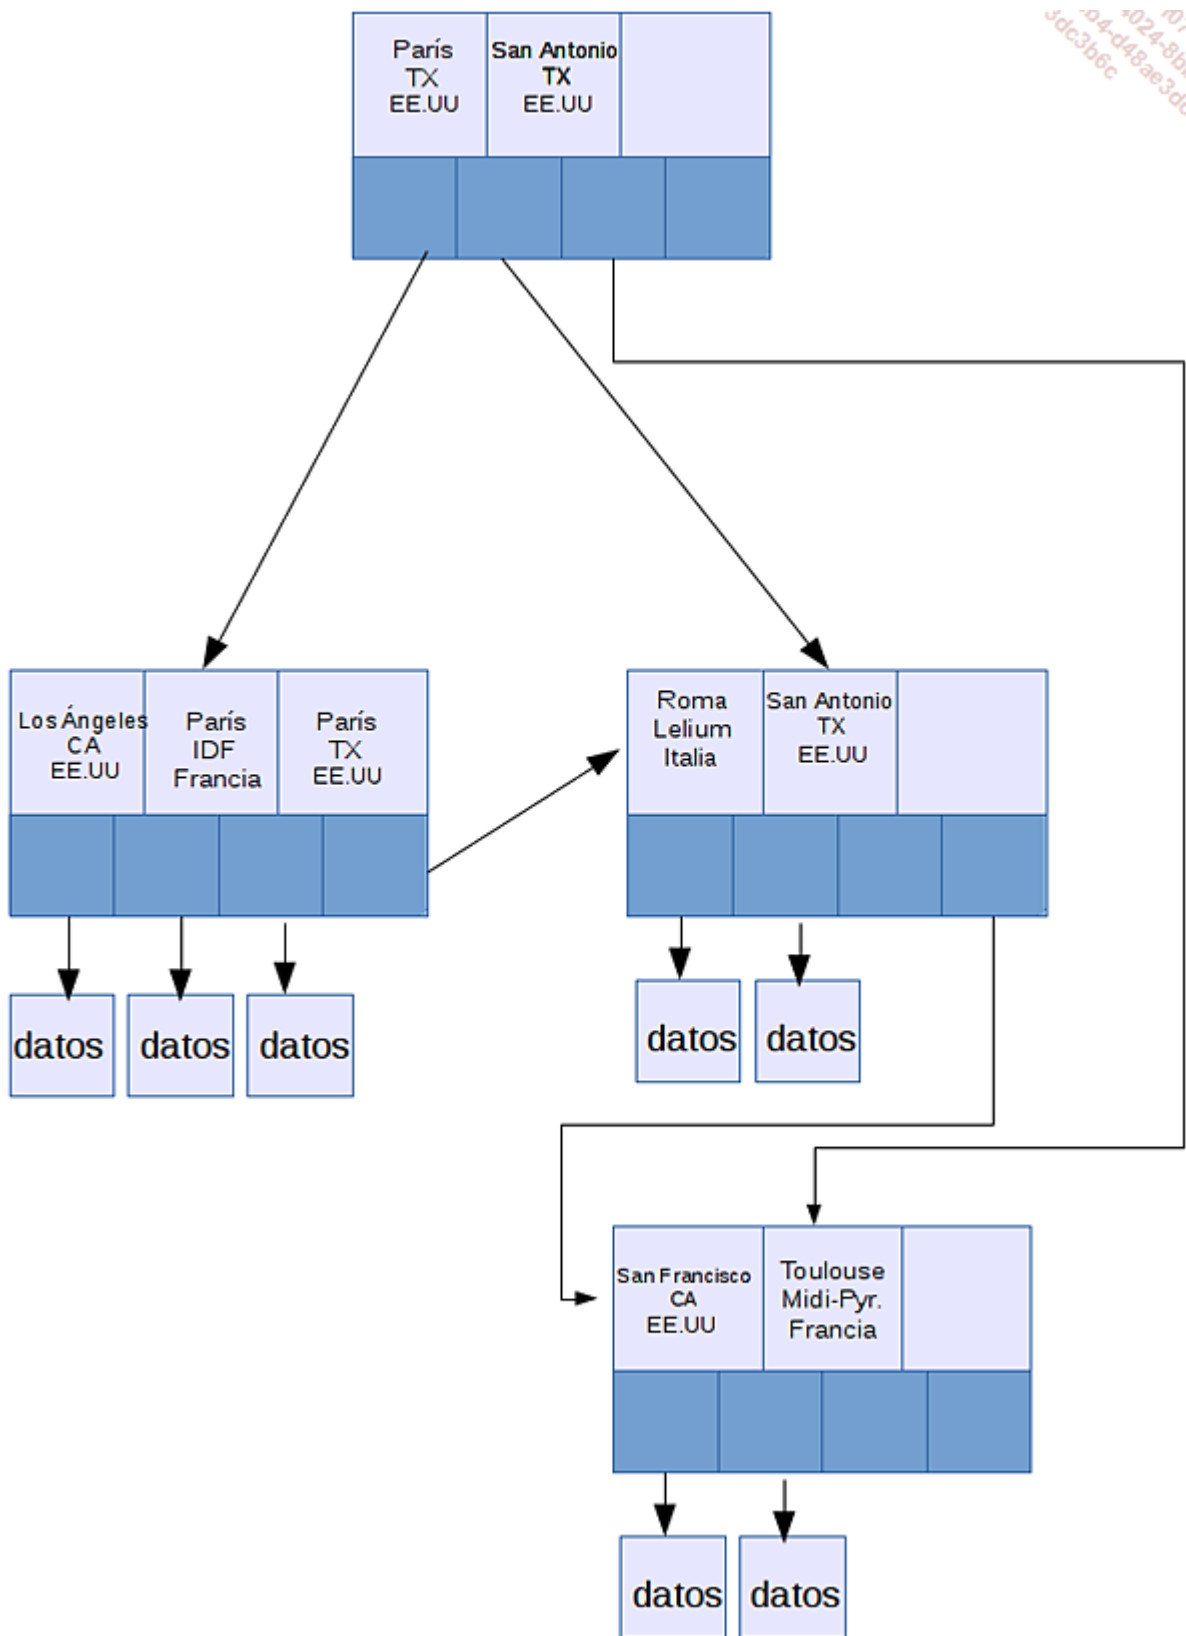 París
TX
EE.UU
San Antonio
TX
EE.UU
Los Ángeles
CA
EE.UU
París
IDF
Francia
París
TX
EE.UU
Roma
Lelium
Italia
San Antonio
TX
EE.UU
datos
datos
datos
datos
datos
San Francisco
CA
EE.UU
Toulouse
Midi-Pyr.
Francia
datos
datos